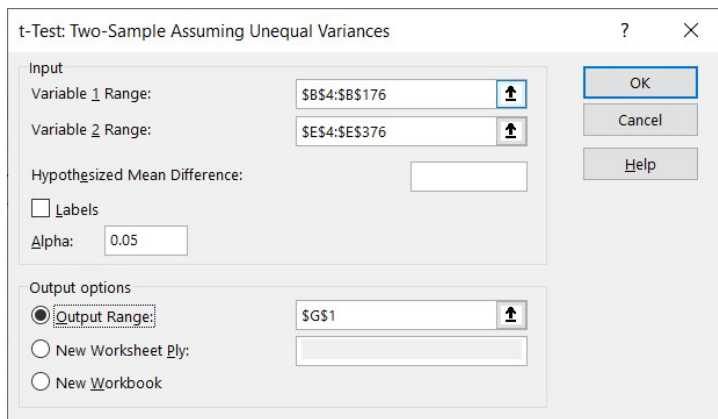 t-Test: Two-Sample Assuming Unequal Variances ?
Input
Variable 1 Range: $B$4:$B$176
OK
Variable 2 Range: $E$4:$E$376
Cancel
Hypothesized Mean Difference:
Help
Labels
Alpha: 0.05
Output options
Output Range: $G$1
New Worksheet Ply:
New Workbook